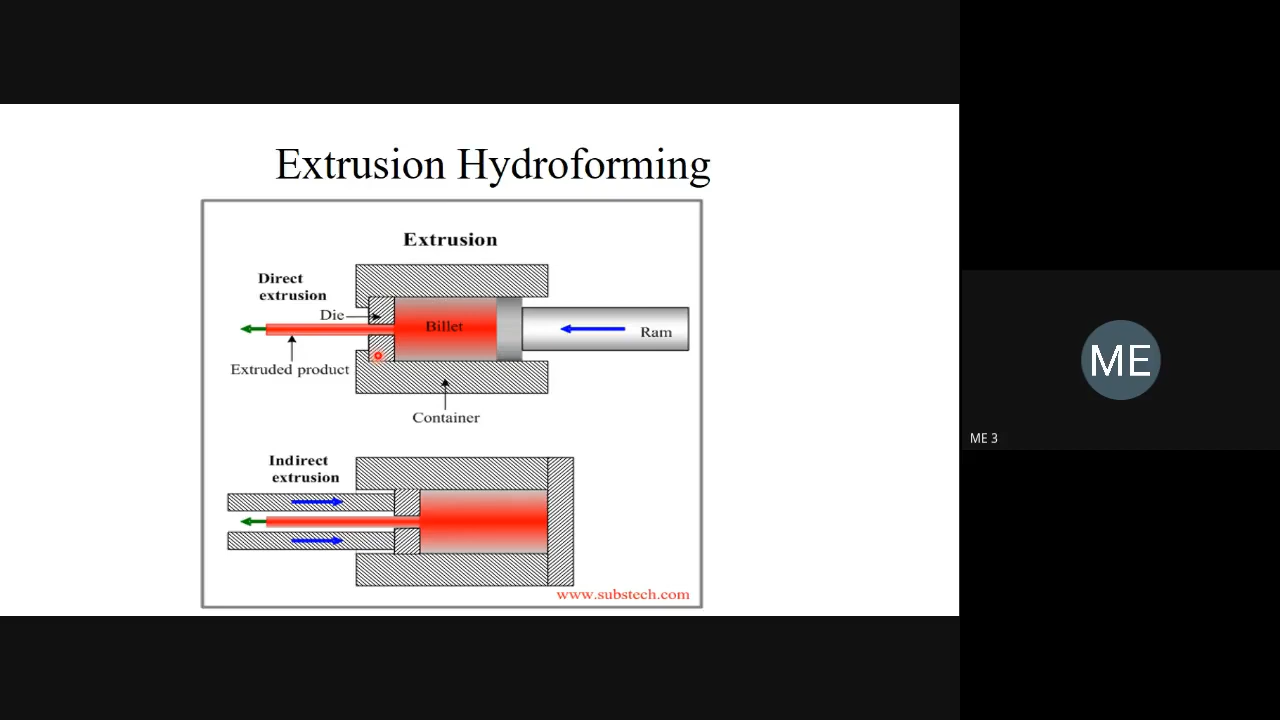 Extrusion Hydroforming
Extrusion
Direct
extrusion
Die
Billet
Ram
Extruded product
Container
Indirect
extrusion
www.substech.com
ME
ME 3